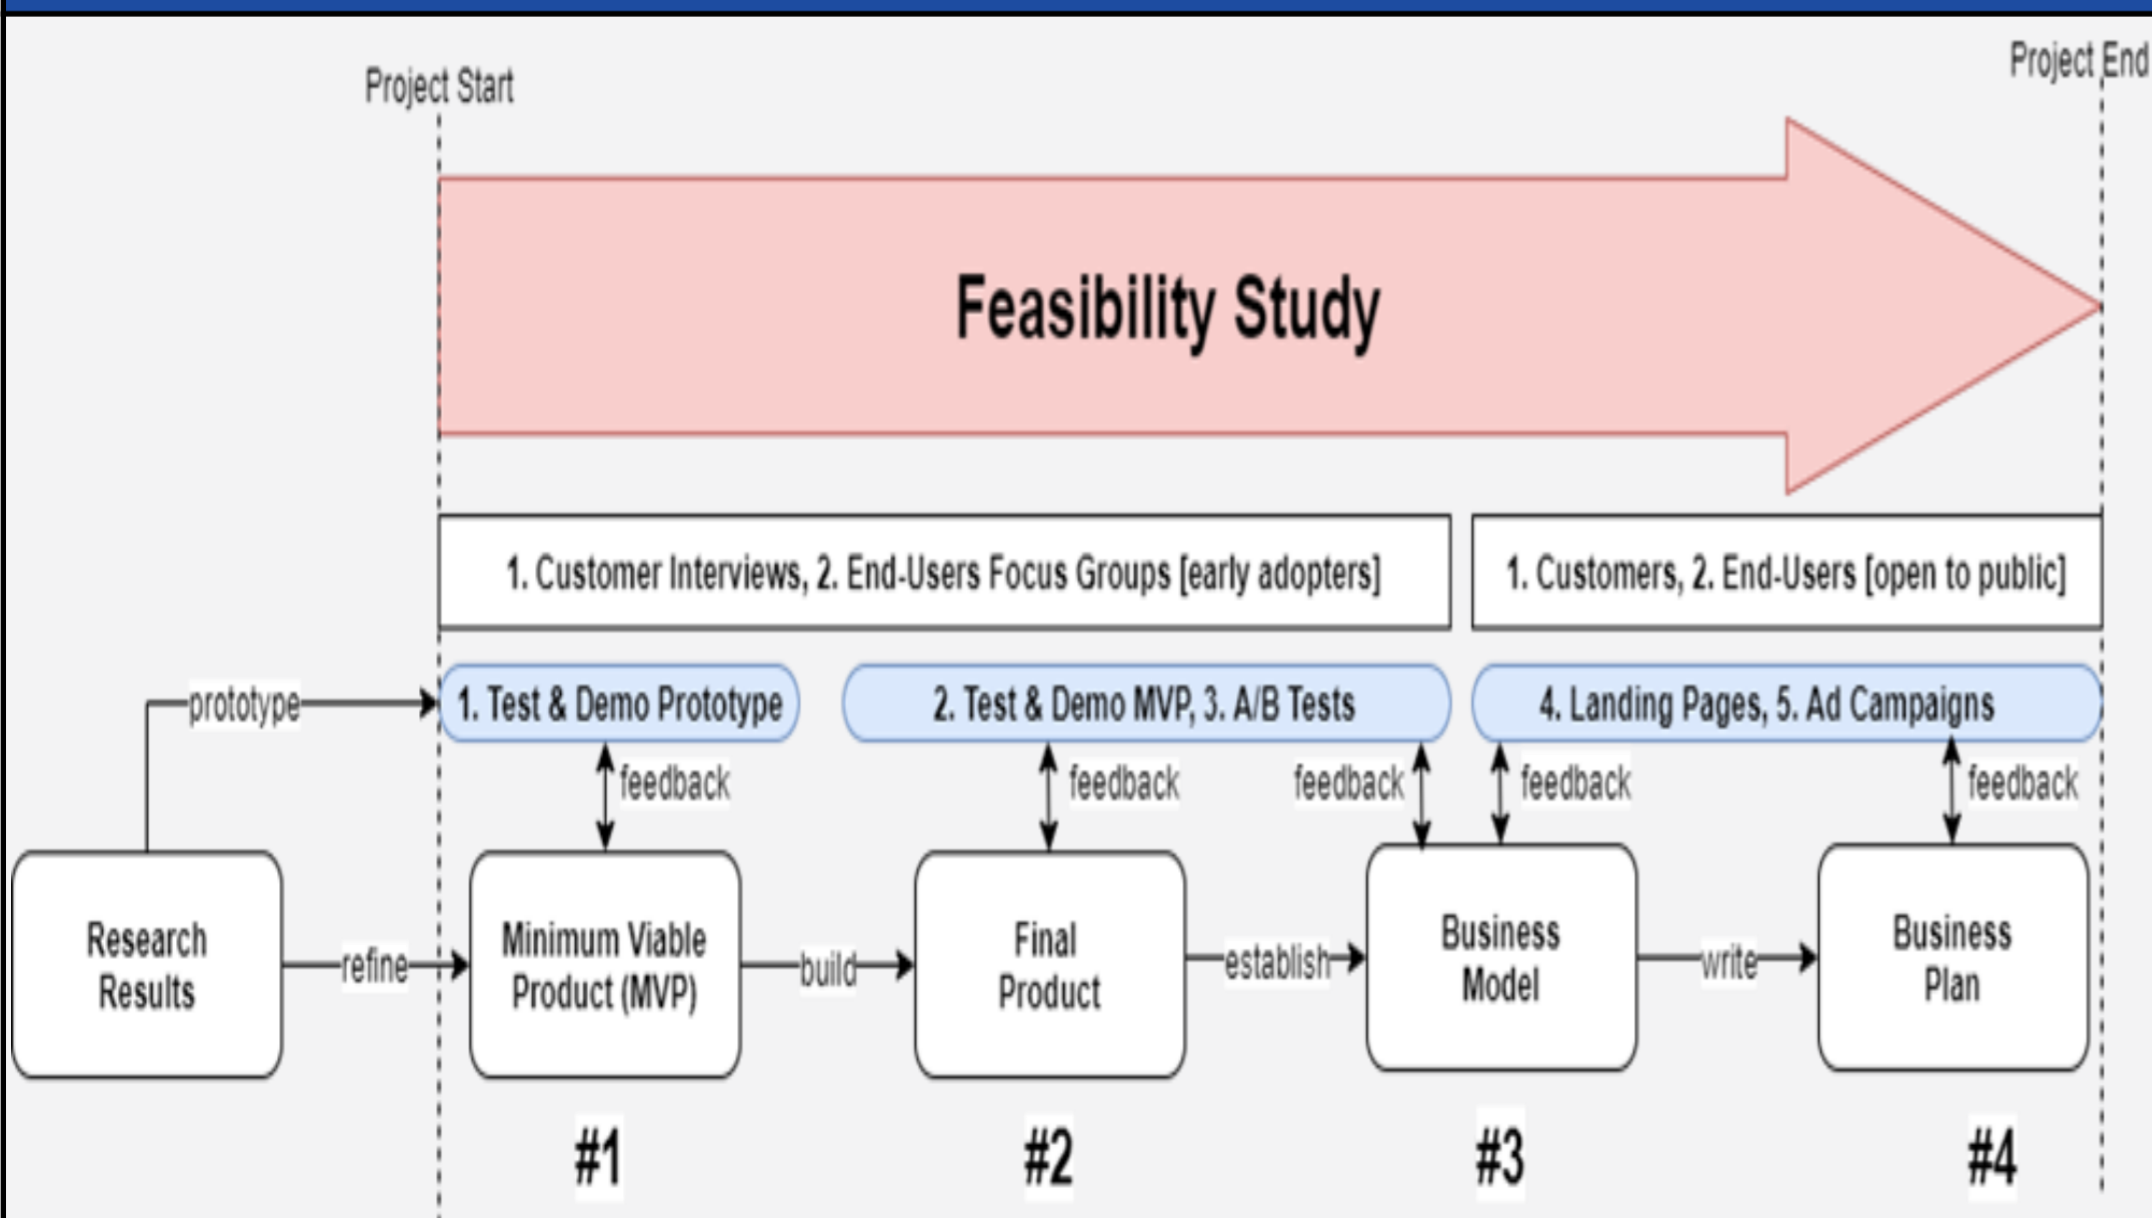 Project Start
Project End
Feasibility Study
1. Customer Interviews, 2. End-Users Focus Groups [early adopters]
1. Customers, 2. End-Users [open to public]
prototype
1. Test & Demo Prototype
2. Test & Demo MVP, 3. A/B Tests
4. Landing Pages, 5. Ad Campaigns
feedback
feedback
feedback
feedback
feedback
Research
Results
refine
Minimum Viable
Product (MVP)
build
Final
Product
establish
Business
Model
write
Business
Plan
#1
#2
#3
#4